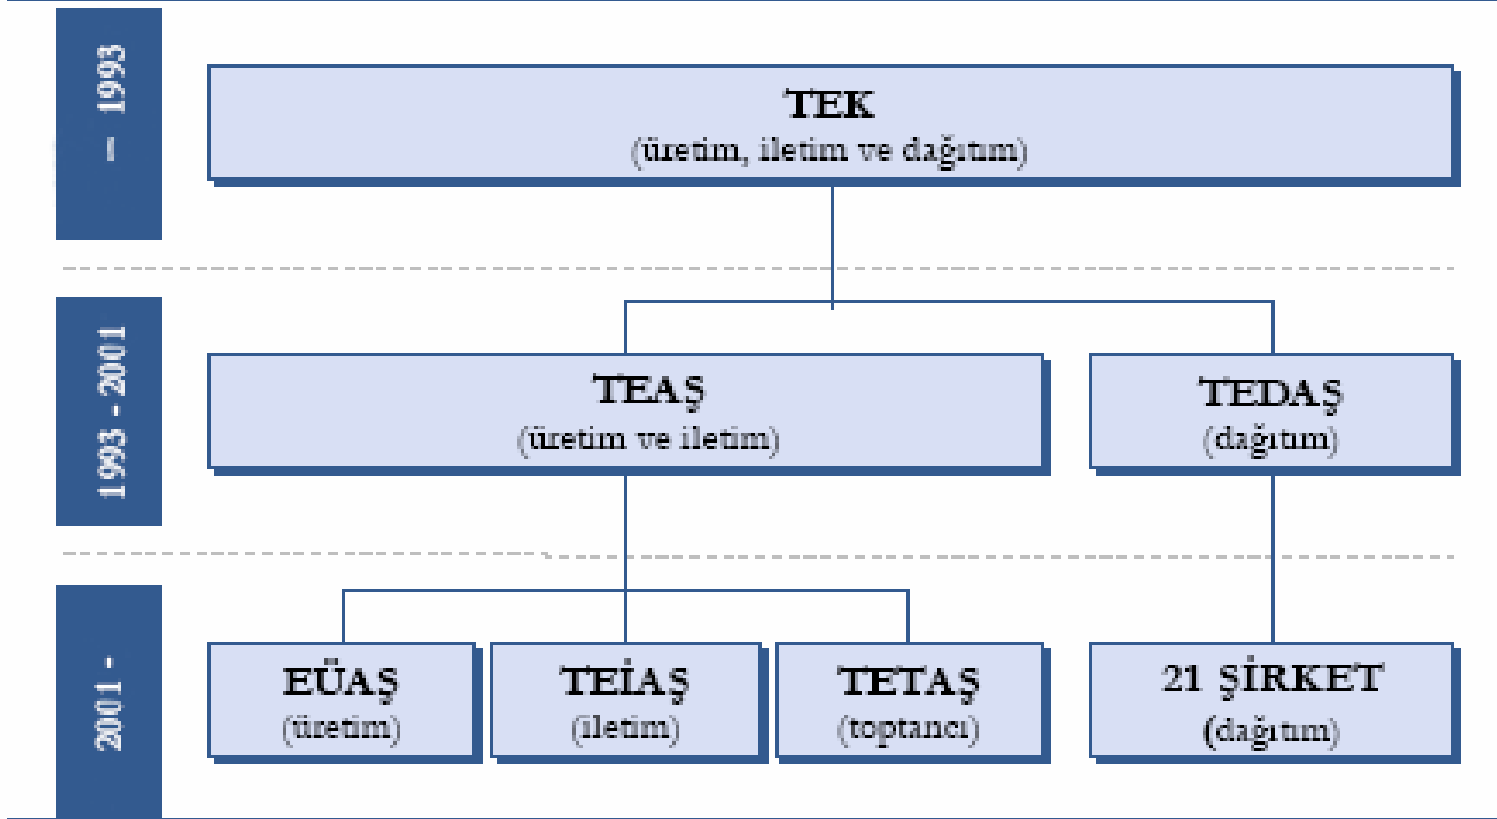 – 1993
TEK
(üretim, iletim ve dağıtım)
1993 - 2001
TEAŞ
(üretim ve iletim)
TEDAŞ
(dağıtım)
2001 -
EÜAŞ
(üretim)
TEİAŞ
(iletim)
TETAŞ
(toptancı)
21 ŞİRKET
(dağıtım)